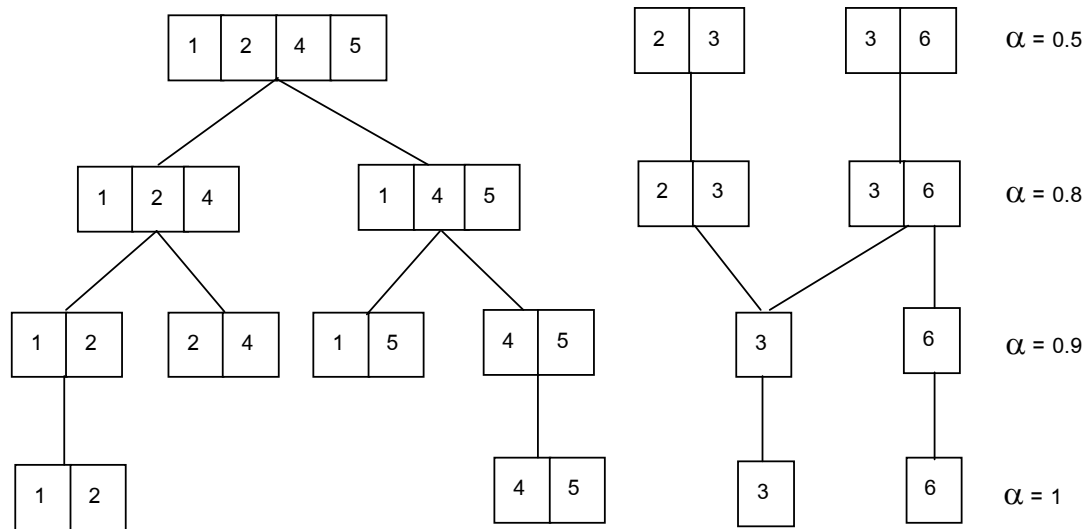 1 2 4 5 2 3 3 6 α = 0.5
1 2 4 1 4 5 2 3 3 6 α = 0.8
1 2 2 4 1 5 4 5 3 6 α = 0.9
1 2 4 5 3 6 α = 1